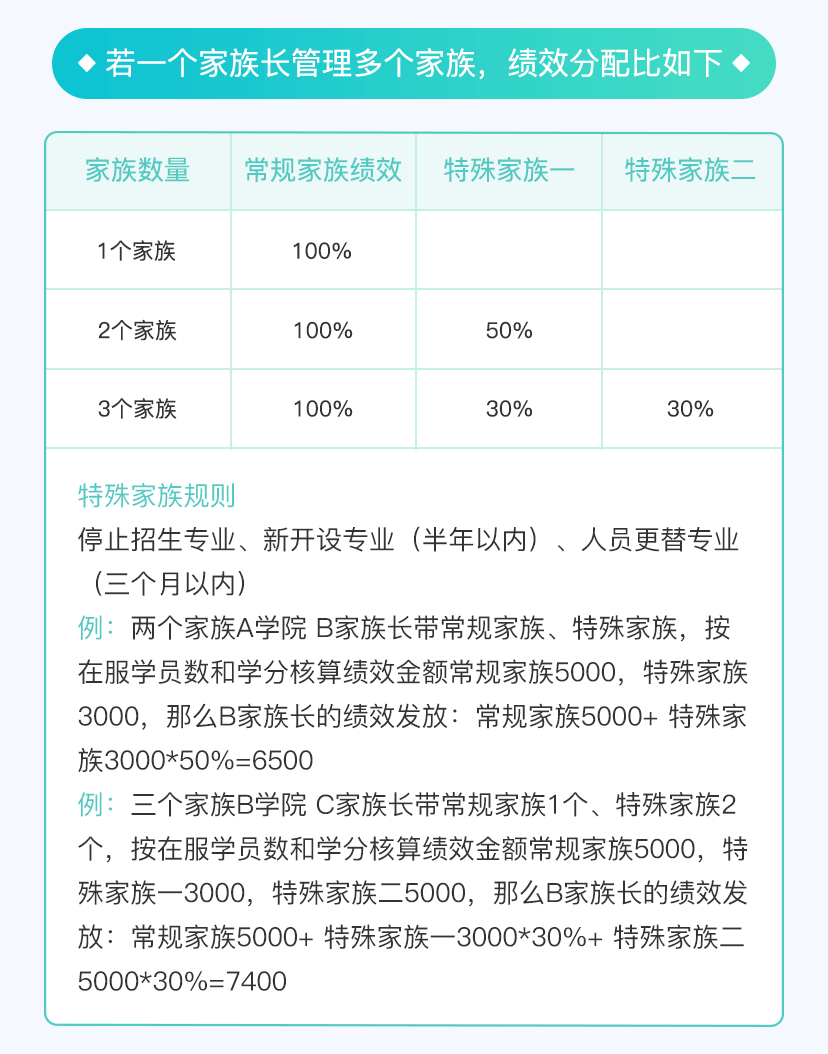 若一个家族长管理多个家族，绩效分配比如下
家族数量 常规家族绩效 特殊家族一 特殊家族二
1个家族 100%
2个家族 100% 50%
3个家族 100% 30% 30%
特殊家族规则
停止招生专业、新开设专业（半年以内）、人员更替专业
（三个月以内）
例：两个家族A学院 B家族长带常规家族、特殊家族，按
在服学员数和学分核算绩效金额常规家族5000，特殊家族
3000，那么B家族长的绩效发放：常规家族5000+ 特殊家
族3000*50%=6500
例：三个家族B学院 C家族长带常规家族1个、特殊家族2
个，按在服学员数和学分核算绩效金额常规家族5000，特
殊家族一3000，特殊家族二5000，那么B家族长的绩效发
放：常规家族5000+ 特殊家族一3000*30%+ 特殊家族二
5000*30%=7400